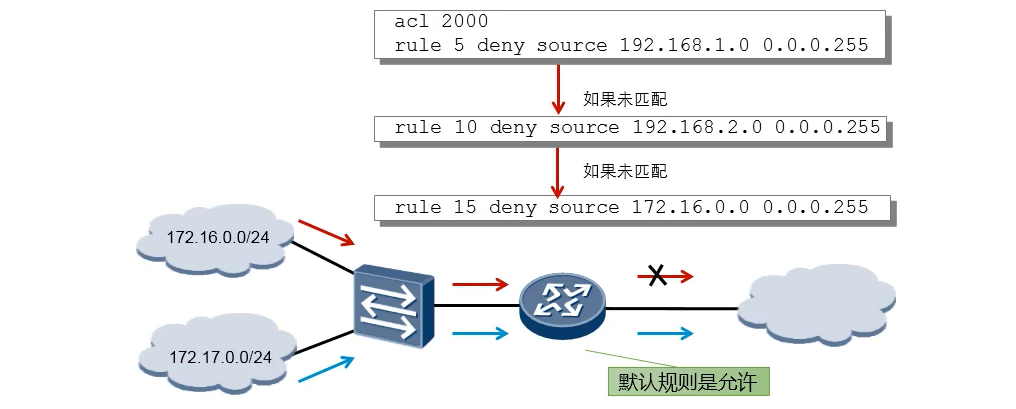 acl 2000
rule 5 deny source 192.168.1.0 0.0.0.255
如果未匹配
rule 10 deny source 192.168.2.0 0.0.0.255
如果未匹配
rule 15 deny source 172.16.0.0 0.0.0.255
172.16.0.0/24
172.17.0.0/24
默认规则是允许